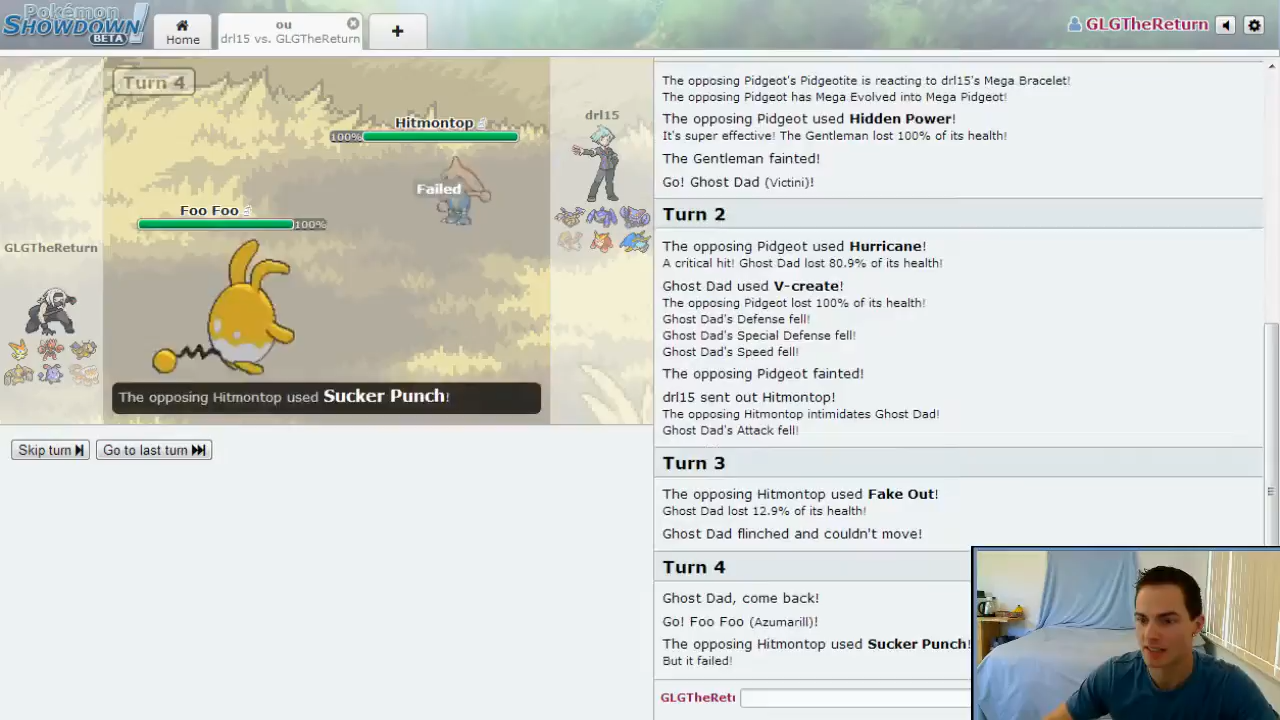 Pokémon
SHOWDOWN!
BETA
Home
ou
drl15 vs. GLGTheReturn
+
GLGTheReturn
Turn 4
Hitmontop
100%
Failed
Foo Foo
100%
drl15
GLGTheReturn
The opposing Hitmontop used Sucker Punch!
Skip turn
Go to last turn
The opposing Pidgeot's Pidgeotite is reacting to drl15's Mega Bracelet!
The opposing Pidgeot has Mega Evolved into Mega Pidgeot!
The opposing Pidgeot used Hidden Power!
It's super effective! The Gentleman lost 100% of its health!
The Gentleman fainted!
Go! Ghost Dad (Victini)!
Turn 2
The opposing Pidgeot used Hurricane!
A critical hit! Ghost Dad lost 80.9% of its health!
Ghost Dad used V-create!
The opposing Pidgeot lost 100% of its health!
Ghost Dad's Defense fell!
Ghost Dad's Special Defense fell!
Ghost Dad's Speed fell!
The opposing Pidgeot fainted!
drl15 sent out Hitmontop!
The opposing Hitmontop intimidates Ghost Dad!
Ghost Dad's Attack fell!
Turn 3
The opposing Hitmontop used Fake Out!
Ghost Dad lost 12.9% of its health!
Ghost Dad flinched and couldn't move!
Turn 4
Ghost Dad, come back!
Go! Foo Foo (Azumarill)!
The opposing Hitmontop used Sucker Punch!
But it failed!
GLGTheRetu